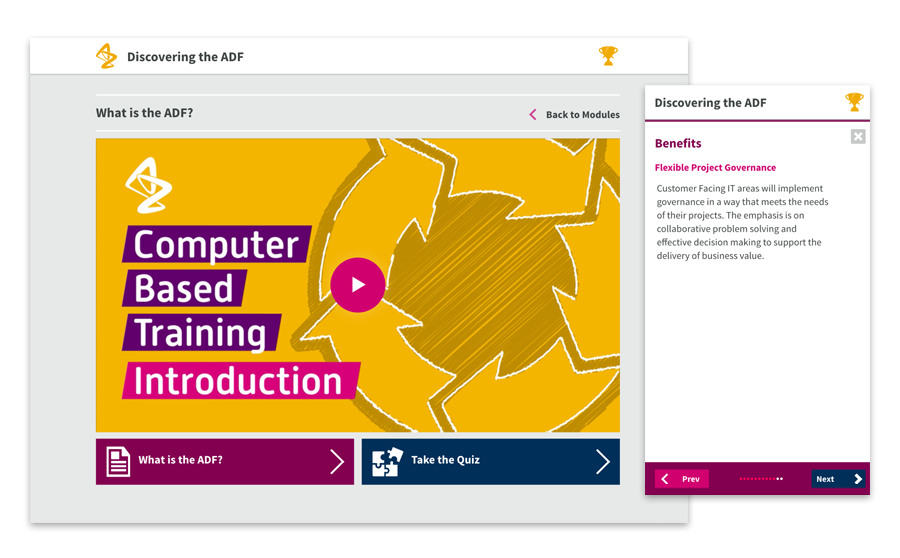 Discovering the ADF
What is the ADF?
Back to Modules
Computer
Based
Training
Introduction
What is the ADF?
Take the Quiz
Discovering the ADF
Benefits
Flexible Project Governance
Customer Facing IT areas will implement
governance in a way that meets the needs
of their projects. The emphasis is on
collaborative problem solving and
effective decision making to support the
delivery of business value.
Prev
Next